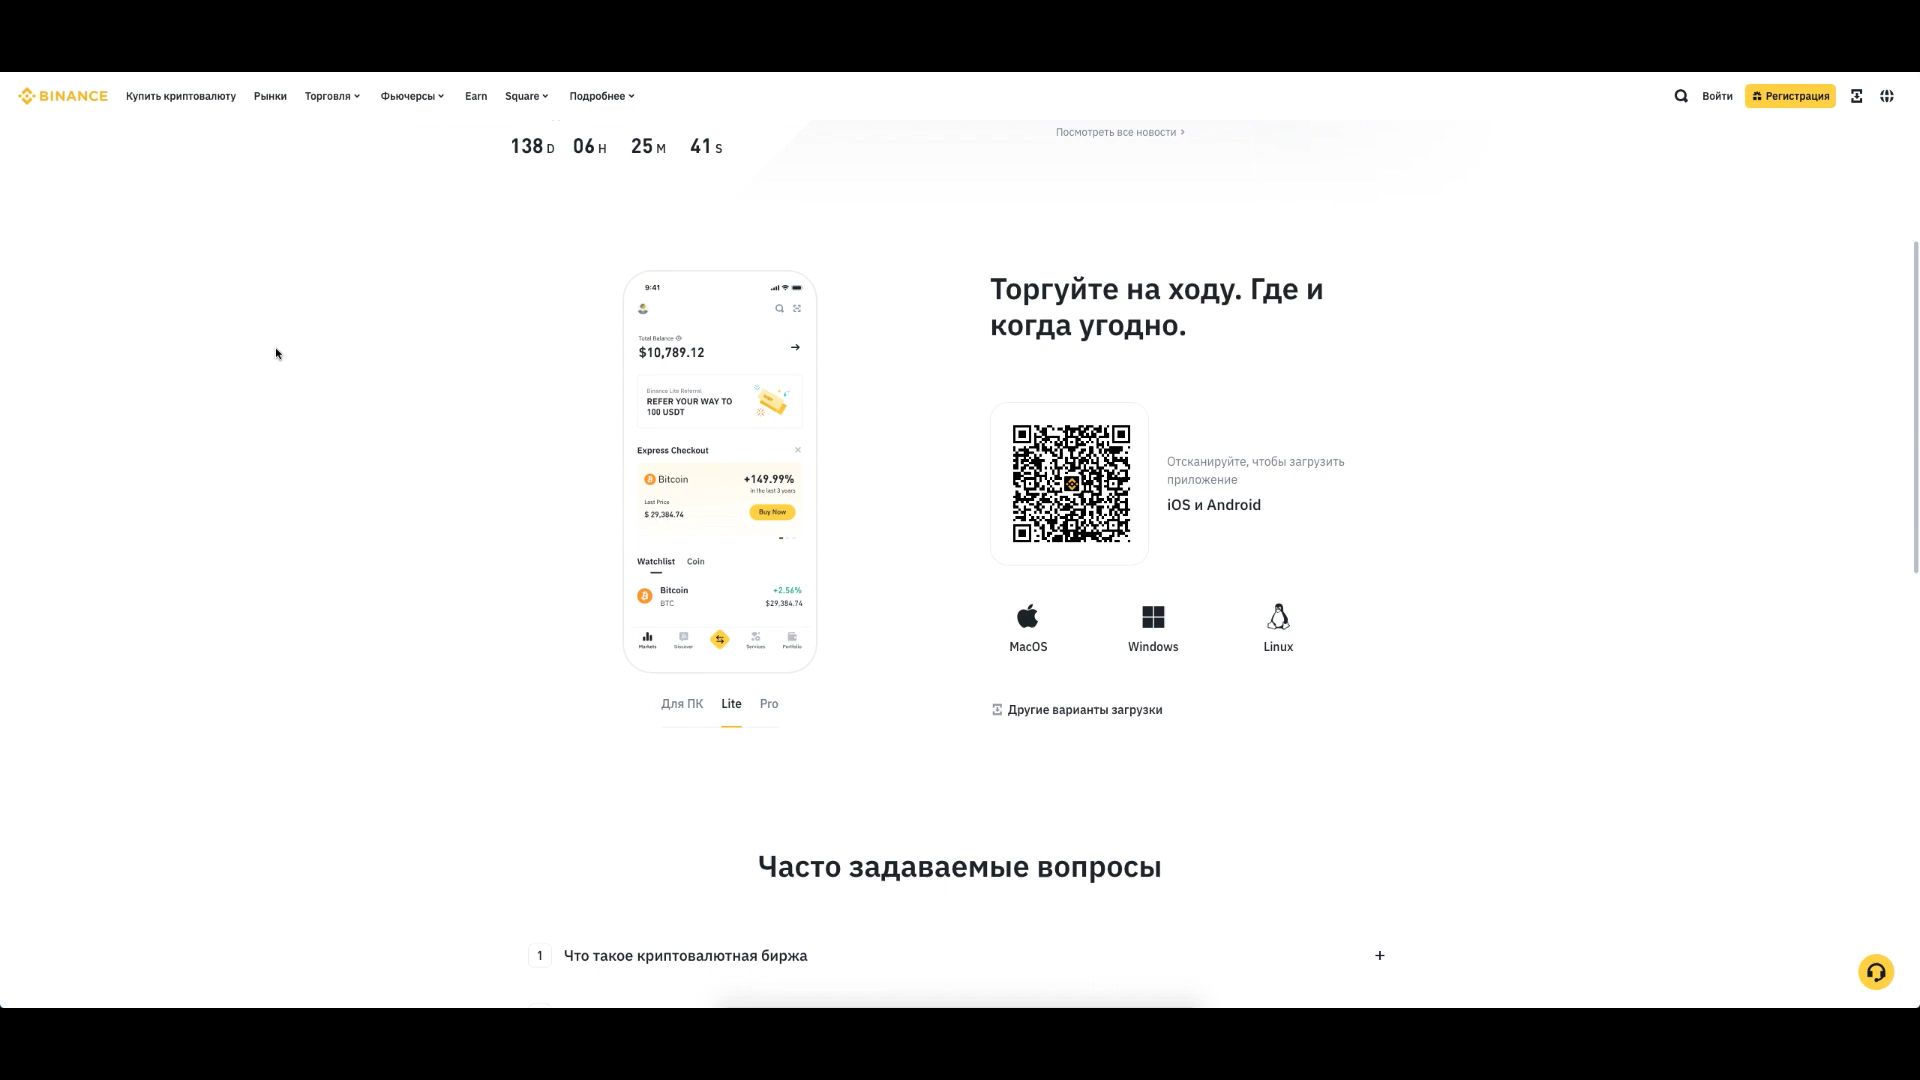 BINANCE Купить криптовалюту Рынки Торговля Фьючерсы Earn Square Подробнее Войти Регистрация
138 D 06 H 25 M 41 S
Посмотреть все новости
9:41
Total Balance
$10,789.12
Binance Lite Referral
REFER YOUR WAY TO
100 USDT
Express Checkout
Bitcoin +149.99%
in the last 3 years
Last Price
$ 29,384.74
Buy Now
Watchlist Coin
Bitcoin +2.56%
BTC $29,384.74
Markets Discover Services Portfolio
Для ПК Lite Pro
Торгуйте на ходу. Где и
когда угодно.
Отсканируйте, чтобы загрузить
приложение
iOS и Android
MacOS Windows Linux
Другие варианты загрузки
Часто задаваемые вопросы
1 Что такое криптовалютная биржа +